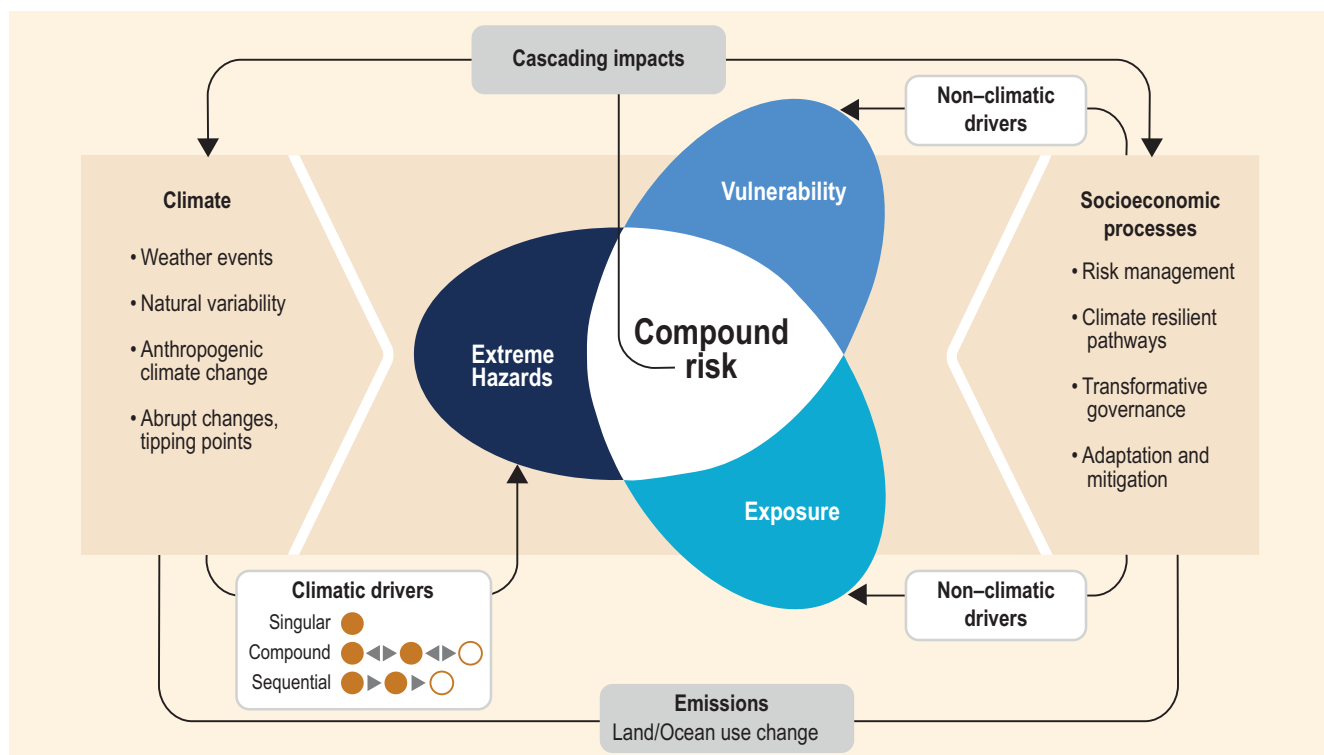 Cascading impacts
Non–climatic
drivers
Climate
• Weather events
• Natural variability
• Anthropogenic
climate change
• Abrupt changes,
tipping points
Vulnerability
Extreme
Hazards
Compound
risk
Exposure
Socioeconomic
processes
• Risk management
• Climate resilient
pathways
• Transformative
governance
• Adaptation and
mitigation
Climatic drivers
Singular
Compound
Sequential
Non–climatic
drivers
Emissions
Land/Ocean use change